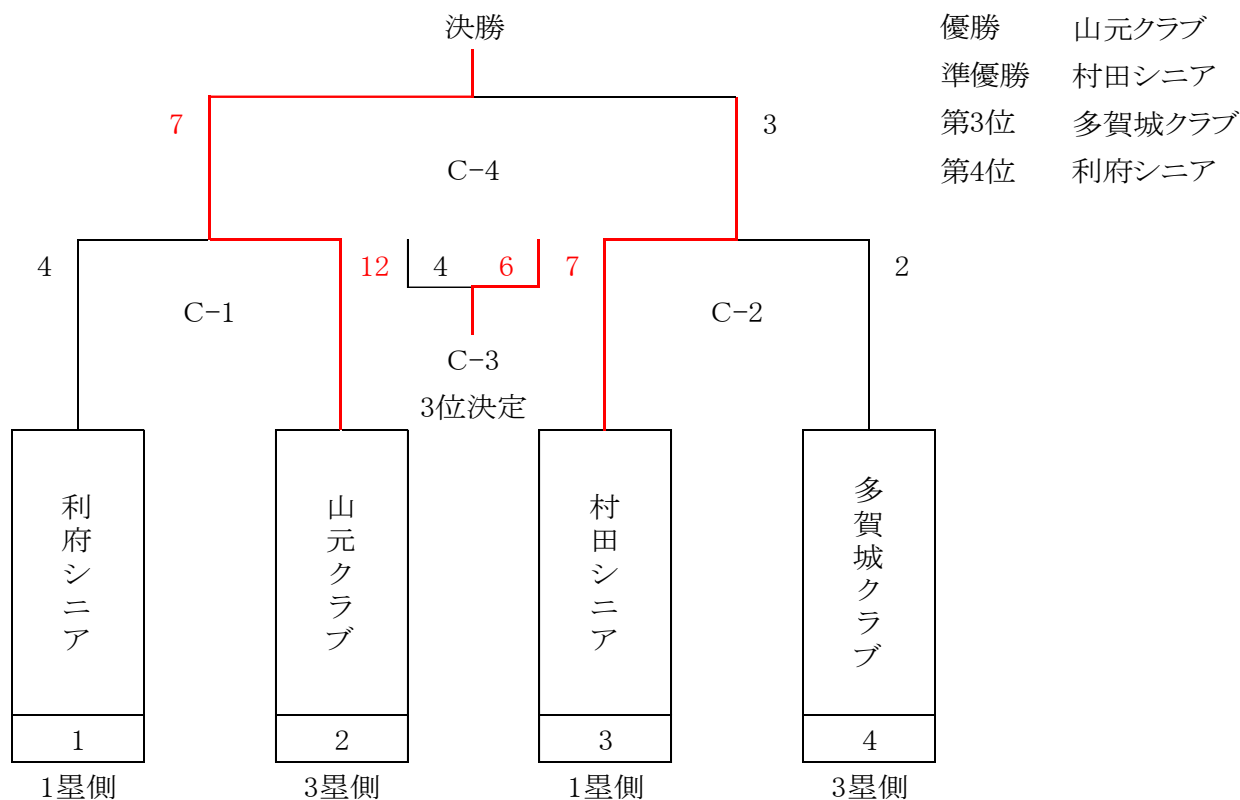 決勝
優勝 山元クラブ
準優勝 村田シニア
第3位 多賀城クラブ
第4位 利府シニア
7
3
C-4
4
12
4
6
7
2
C-1
C-2
C-3
3位決定
利府シニア
山元クラブ
村田シニア
多賀城クラブ
1
2
3
4
1塁側
3塁側
1塁側
3塁側